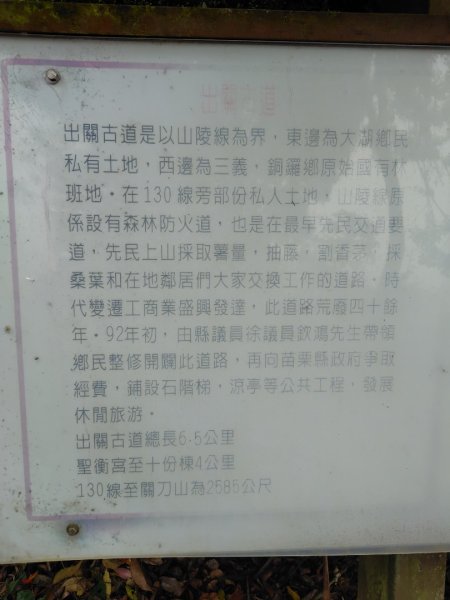 出關古道
出關古道是以山陵線為界，東邊為大湖鄉民
私有土地，西邊為三義，銅鑼鄉原始國有林
班地．在130線旁部份私人土地，山陵線原
係設有森林防火道，也是在最早先民交通要
道，先民上山採取薯量，抽藤，割香茅，採
桑葉和在地鄰居們大家交換工作的道路．時
代變遷工商業盛興發達，此道路荒廢四十餘
年．92年初，由縣議員徐議員欽鴻先生帶領
鄉民整修開闢此道路，再向苗栗縣政府爭取
經費，鋪設石階梯，涼亭等公共工程，發展
休閒旅游．
出關古道總長6.5公里
聖衡宮至十份棟4公里
130線至關刀山為2585公尺